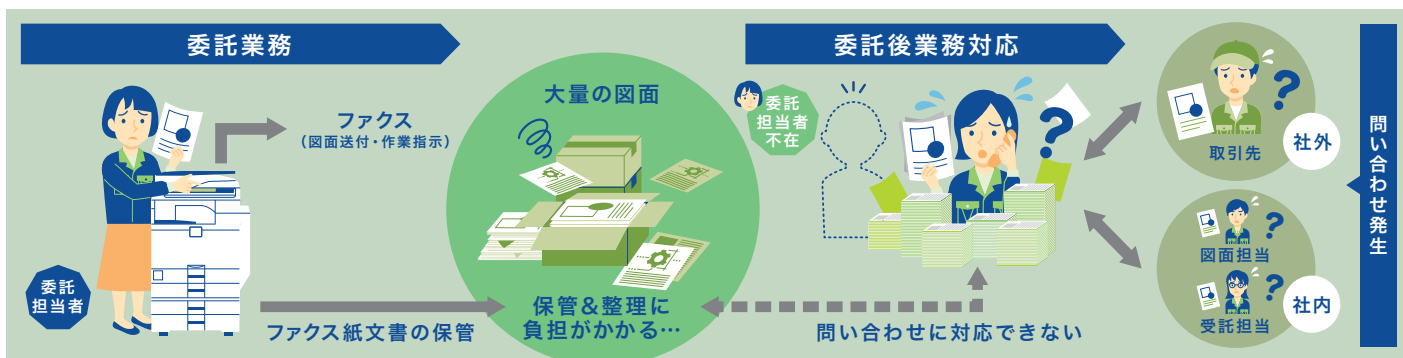 委託業務
委託
担当者
ファクス
（図面送付・作業指示）
ファクス紙文書の保管
大量の図面
保管&整理に
負担がかかる…
委託後業務対応
委託
担当者
不在
?
問い合わせに対応できない
?
取引先
社外
?
図面担当
?
受託担当
社内
問い合わせ発生